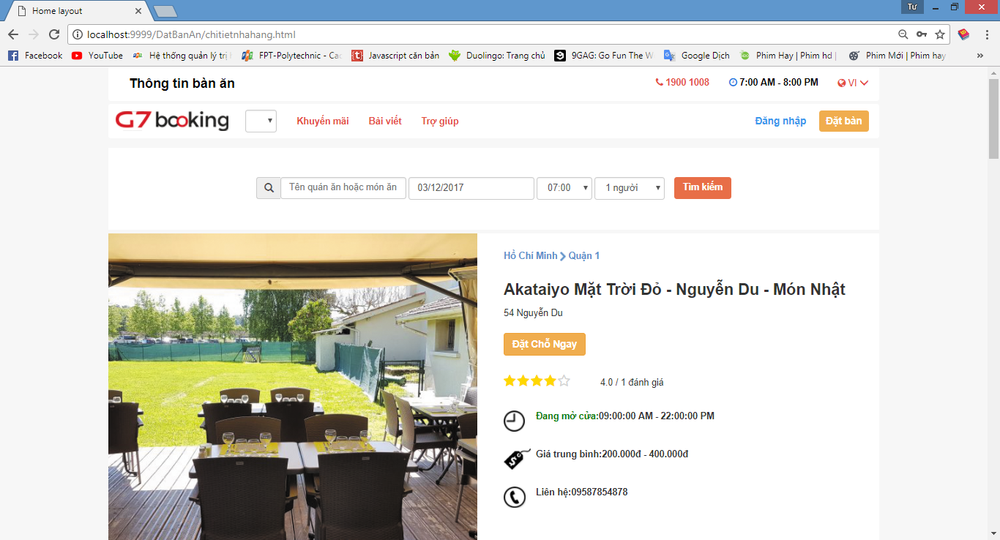 Home layout
Tư
localhost:9999/DatBanAn/chitietnhahang.html
Facebook YouTube Hệ thống quản lý trị FPT-Polytechnic - Cao Javascript căn bản Duolingo: Trang chủ 9GAG: Go Fun The W Google Dịch Phim Hay | Phim hd | Phim Mới | Phim hay »
Thông tin bàn ăn 1900 1008 7:00 AM - 8:00 PM VI
G7 booking Khuyến mãi Bài viết Trợ giúp Đăng nhập Đặt bàn
Tên quán ăn hoặc món ăn 03/12/2017 07:00 1 người Tìm kiếm
Hồ Chí Minh Quận 1
Akataiyo Mặt Trời Đỏ - Nguyễn Du - Món Nhật
54 Nguyễn Du
Đặt Chỗ Ngay
4.0 / 1 đánh giá
Đang mở cửa:09:00:00 AM - 22:00:00 PM
Giá trung bình:200.000đ - 400.000đ
Liên hệ:09587854878